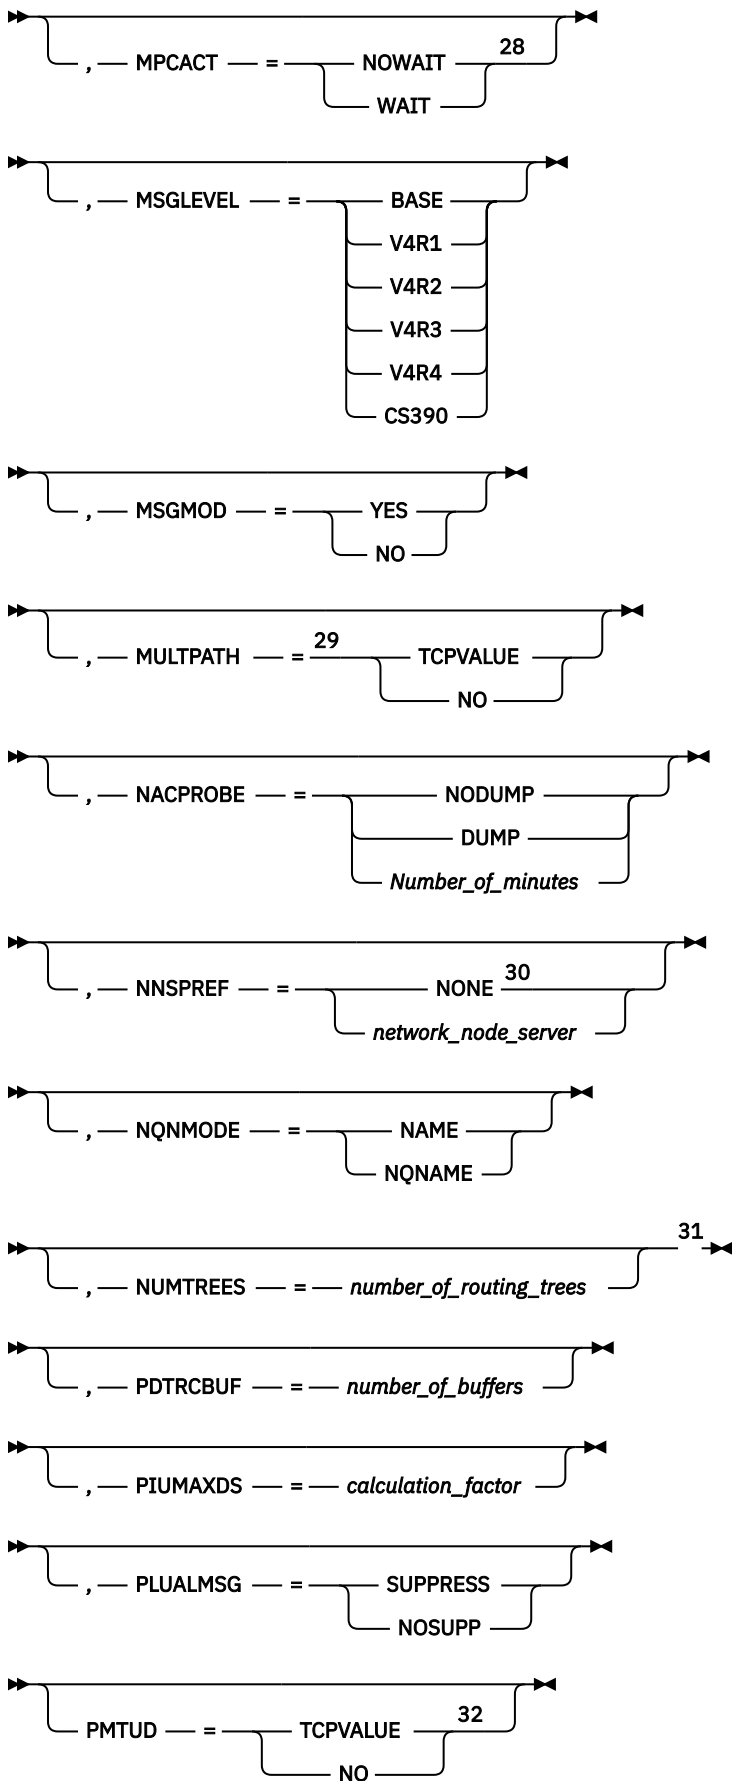 28
, MPCACT = NOWAIT
WAIT
, MSGLEVEL = BASE
V4R1
V4R2
V4R3
V4R4
CS390
, MSGMOD = YES
NO
29
, MULTPATH = TCPVALUE
NO
, NACPROBE = NODUMP
DUMP
Number_of_minutes
30
, NNSPREF = NONE
network_node_server
, NQNMODE = NAME
NQNAME
31
, NUMTREES = number_of_routing_trees
, PDTRCBUF = number_of_buffers
, PIUMAXDS = calculation_factor
, PLUALMSG = SUPPRESS
NOSUPP
32
PMTUD = TCPVALUE
NO